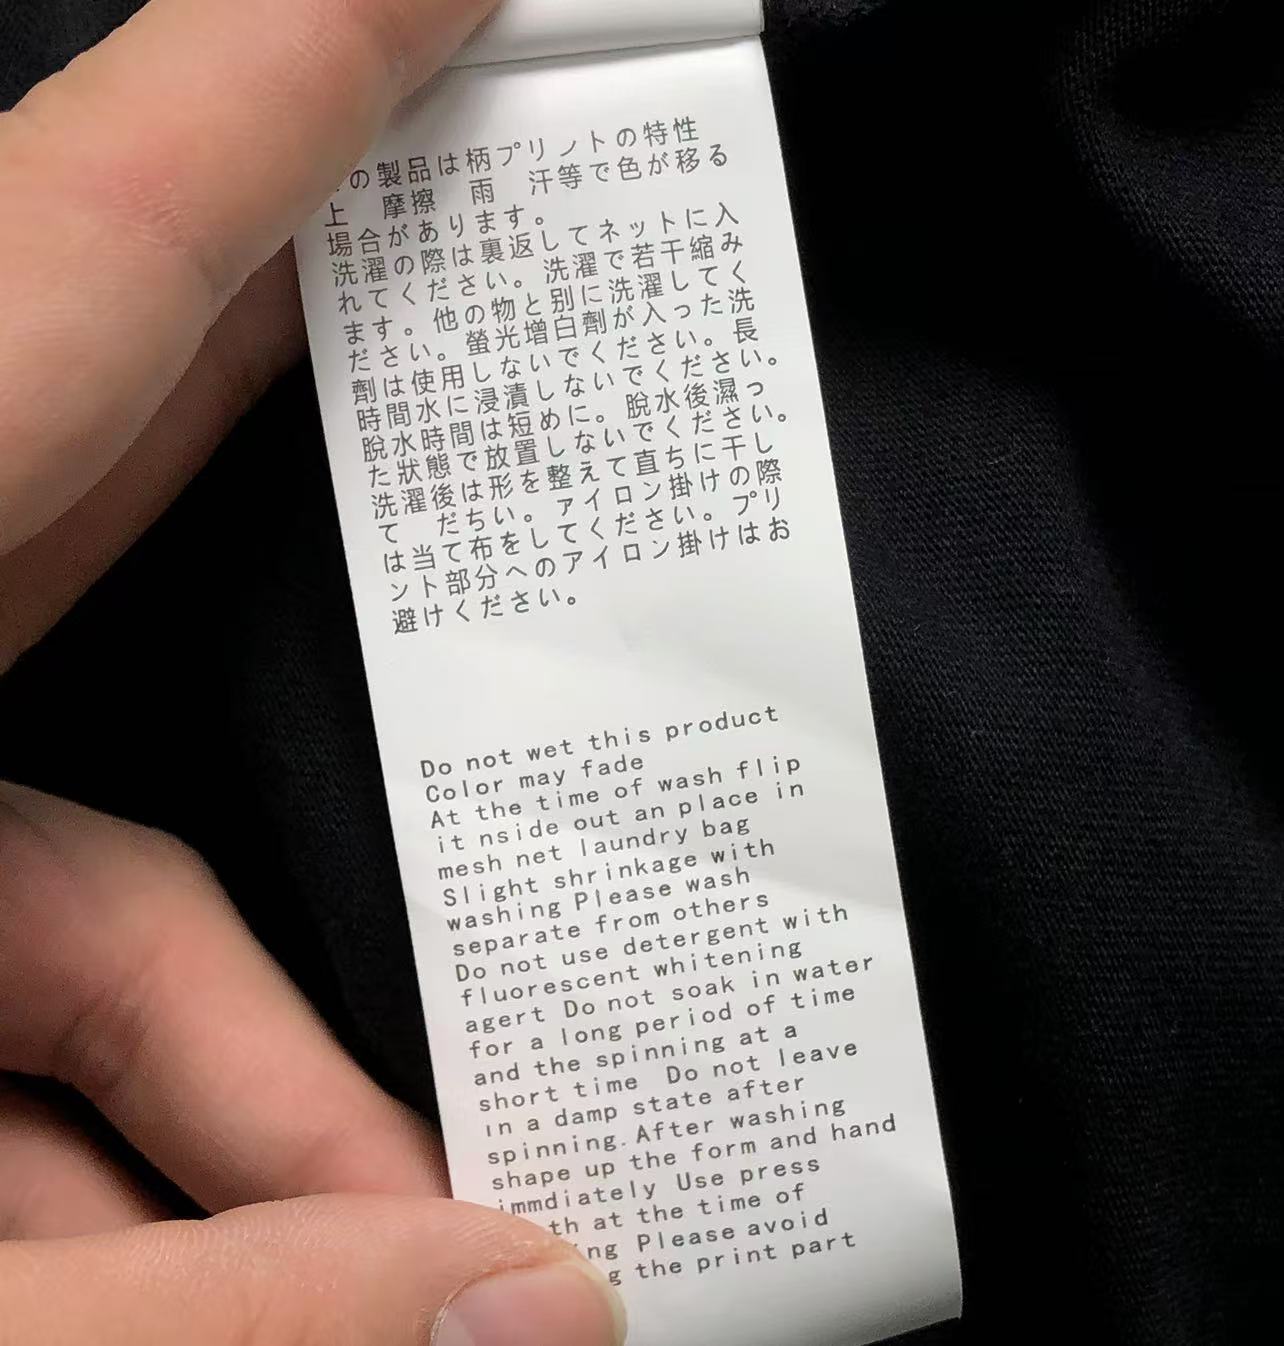 の製品は柄プリノトの特性
上 摩擦 雨 汗等で色が移る
場合があります。
洗濯の際は裏返してネットに入
れてください。洗濯で若干縮み
ます。他の物と別に洗濯してく
ださい。螢光増白劑が入った洗
劑は使用しないでください。長
時間水に浸漬しないでください。
脱水時間は短めに。脱水後濕っ
た狀態で放置しないでください。
洗濯後は形を整えて直ちに干し
て だちい。アイロン掛けの際
は当て布をしてください。プリ
ント部分へのアイロン掛けはお
避けください。
Do not wet this product
Color may fade
At the time of wash flip
it nside out an place in
mesh net laundry bag
Slight shrinkage with
washing Please wash
separate from others
Do not use detergent with
fluorescent whitening
agert Do not soak in water
for a long period of time
and the spinning at a
short time Do not leave
in a damp state after
spinning. After washing
shape up the form and hand
immdiately Use press
th at the time of
ng Please avoid
g the print part